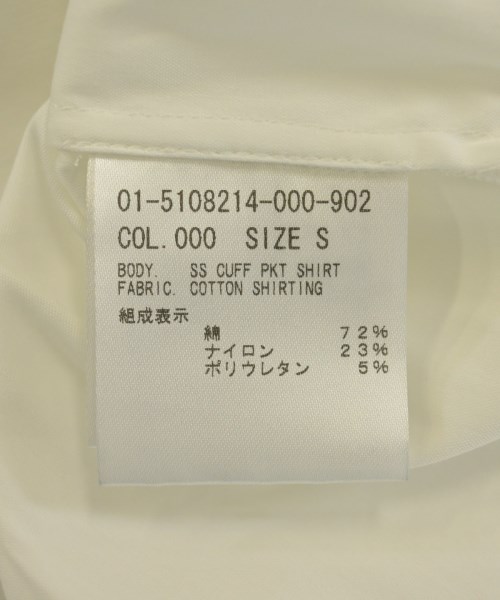 01-5108214-000-902
COL.000 SIZE S
BODY. SS CUFF PKT SHIRT
FABRIC. COTTON SHIRTING
組成表示
綿 72%
ナイロン 23%
ポリウレタン 5%